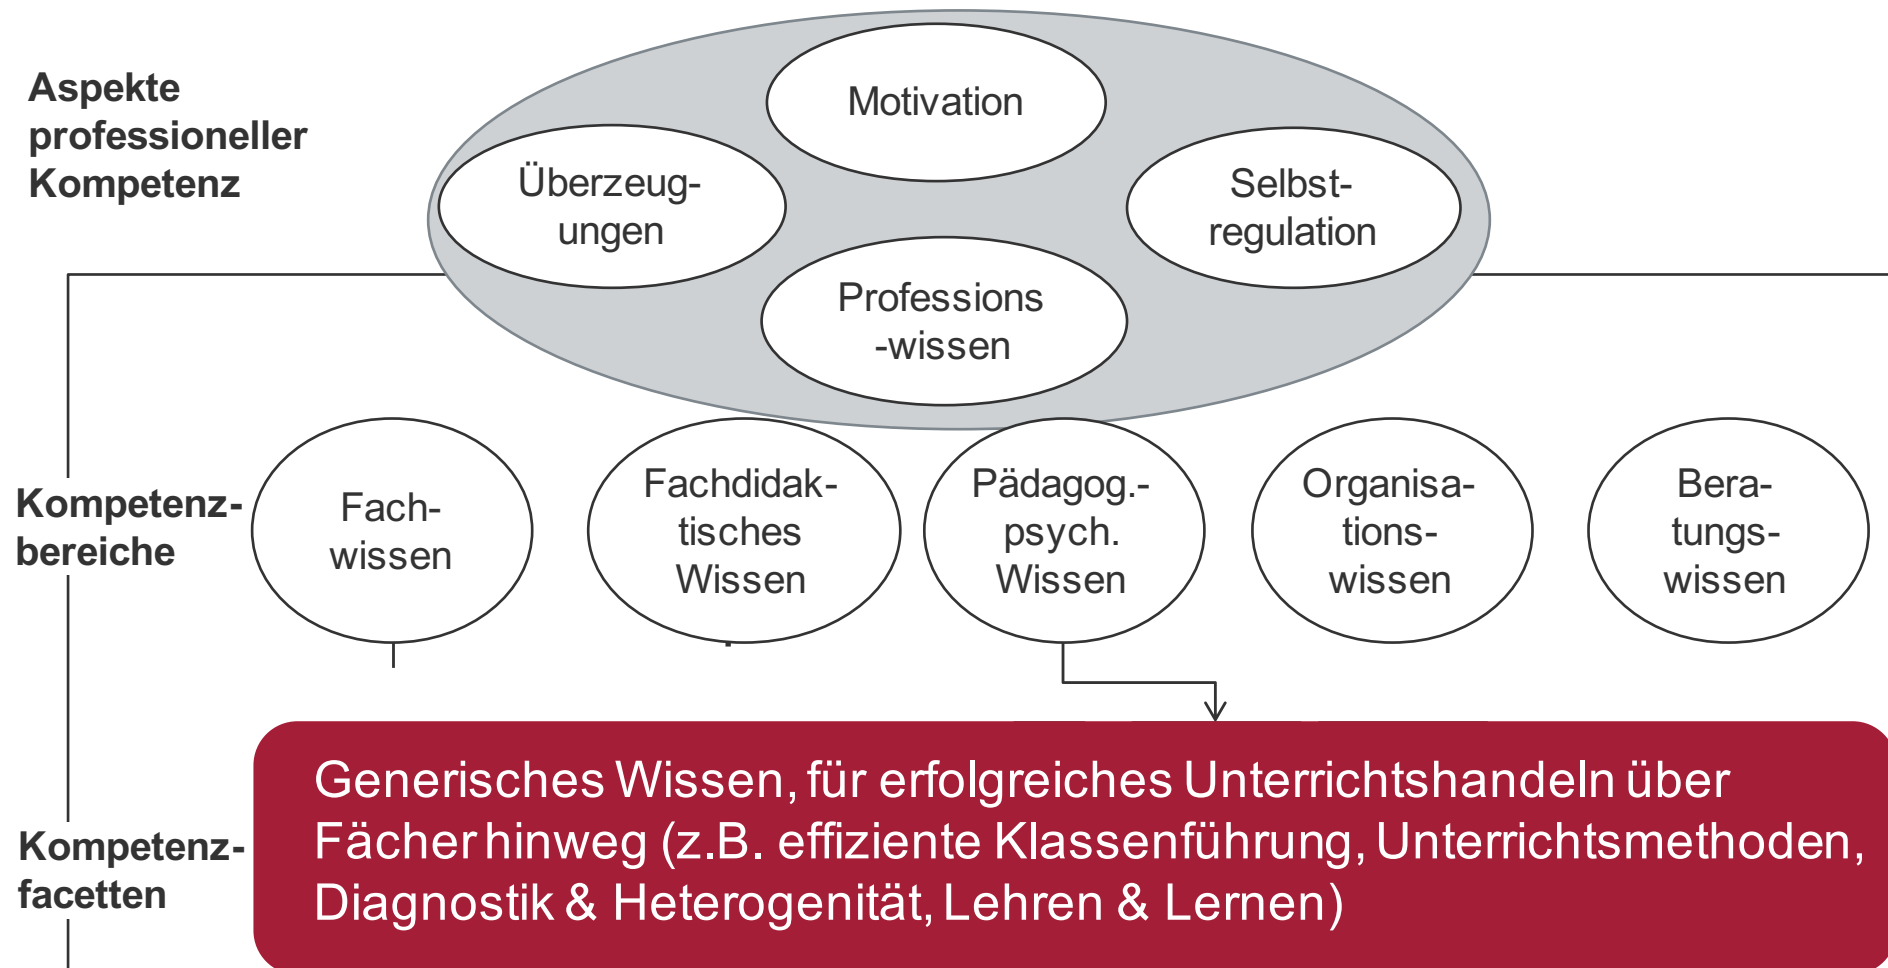 Aspekte
professioneller
Kompetenz
Motivation
Überzeug-
ungen
Selbst-
regulation
Professions
-wissen
Kompetenz-
bereiche
Fach-
wissen
Fachdidak-
tisches
Wissen
Pädagog.-
psych.
Wissen
Organisa-
tions-
wissen
Bera-
tungs-
wissen
Kompetenz-
facetten
Generisches Wissen, für erfolgreiches Unterrichtshandeln über
Fächer hinweg (z.B. effiziente Klassenführung, Unterrichtsmethoden,
Diagnostik & Heterogenität, Lehren & Lernen)